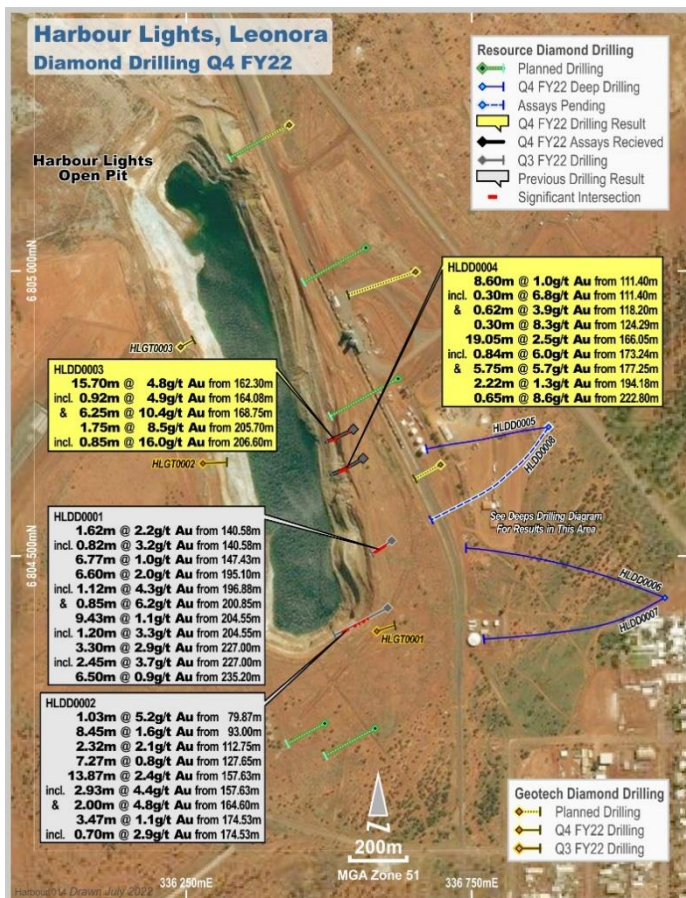 Harbour Lights, Leonora
Diamond Drilling Q4 FY22
Resource Diamond Drilling
Planned Drilling
Q4 FY22 Deep Drilling
Assays Pending
Q4 FY22 Drilling Result
Q4 FY22 Assays Recieved
Q3 FY22 Drilling
Previous Drilling Result
Significant Intersection
Harbour Lights
Open Pit
6 805 000mN
HLDD0004
8.60m @ 1.0g/t Au from 111.40m
incl. 0.30m @ 6.8g/t Au from 111.40m
& 0.62m @ 3.9g/t Au from 118.20m
0.30m @ 8.3g/t Au from 124.29m
19.05m @ 2.5g/t Au from 166.05m
incl. 0.84m @ 6.0g/t Au from 173.24m
& 5.75m @ 5.7g/t Au from 177.25m
2.22m @ 1.3g/t Au from 194.18m
0.65m @ 8.6g/t Au from 222.80m
HLGT0003
HLDD0003
15.70m @ 4.8g/t Au from 162.30m
incl. 0.92m @ 4.9g/t Au from 164.08m
& 6.25m @ 10.4g/t Au from 168.75m
1.75m @ 8.5g/t Au from 205.70m
incl. 0.85m @ 16.0g/t Au from 206.60m
HLDD0005
HLDD0008
HLGT0002
See Deeps Drilling Diagram
For Results in This Area
6 804 500mN
HLDD0001
1.62m @ 2.2g/t Au from 140.58m
incl. 0.82m @ 3.2g/t Au from 140.58m
6.77m @ 1.0g/t Au from 147.43m
6.60m @ 2.0g/t Au from 195.10m
incl. 1.12m @ 4.3g/t Au from 196.88m
& 0.85m @ 6.2g/t Au from 200.85m
9.43m @ 1.1g/t Au from 204.55m
incl. 1.20m @ 3.3g/t Au from 204.55m
3.30m @ 2.9g/t Au from 227.00m
incl. 2.45m @ 3.7g/t Au from 227.00m
6.50m @ 0.9g/t Au from 235.20m
HLDD0006
HLDD0007
HLGT0001
HLDD0002
1.03m @ 5.2g/t Au from 79.87m
8.45m @ 1.6g/t Au from 93.00m
2.32m @ 2.1g/t Au from 112.75m
7.27m @ 0.8g/t Au from 127.65m
13.87m @ 2.4g/t Au from 157.63m
incl. 2.93m @ 4.4g/t Au from 157.63m
& 2.00m @ 4.8g/t Au from 164.60m
3.47m @ 1.1g/t Au from 174.53m
incl. 0.70m @ 2.9g/t Au from 174.53m
Z
200m
MGA Zone 51
Geotech Diamond Drilling
Planned Drilling
Q4 FY22 Drilling
Q3 FY22 Drilling
Harbour014 Drawn July 2022
336 250mE
336 750mE